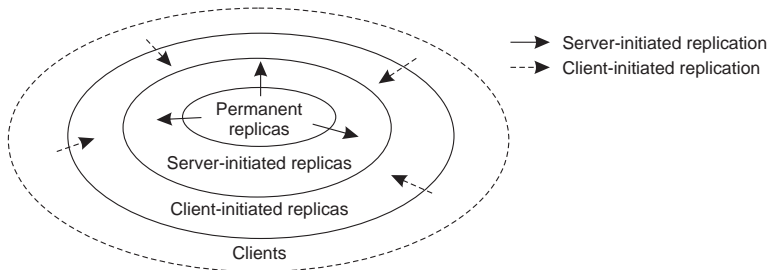 Server-initiated replication
Client-initiated replication
Permanent
replicas
Server-initiated replicas
Client-initiated replicas
Clients